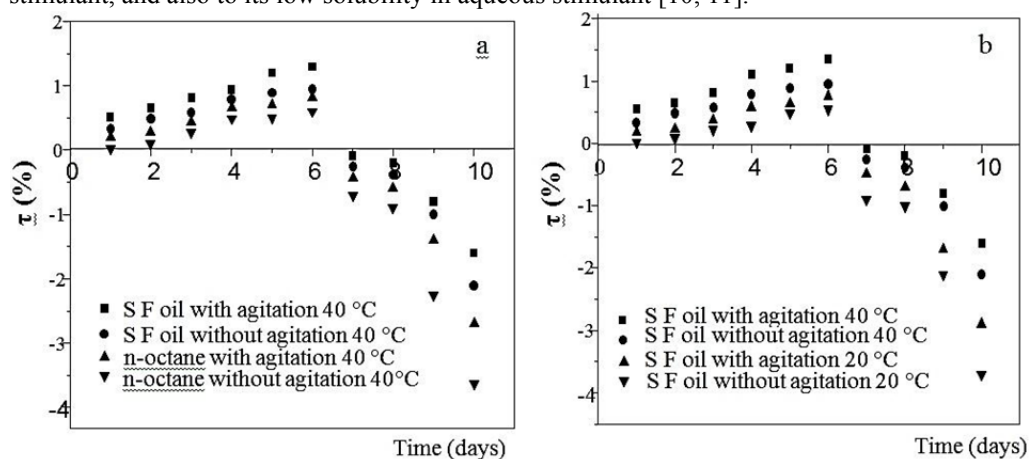 stimulant, and also to its low solubility in aqueous stimulant [10, 11].
a
2
1
0
-1
-2
-3
-4
0 2 4 6 8 10
τ (%)
S F oil with agitation 40 °C
S F oil without agitation 40 °C
n-octane with agitation 40 °C
n-octane without agitation 40°C
Time (days)
b
2
1
0
-1
-2
-3
-4
0 2 4 6 8 10
τ (%)
S F oil with agitation 40 °C
S F oil without agitation 40 °C
S F oil with agitation 20 °C
S F oil without agitation 20 °C
Time (days)